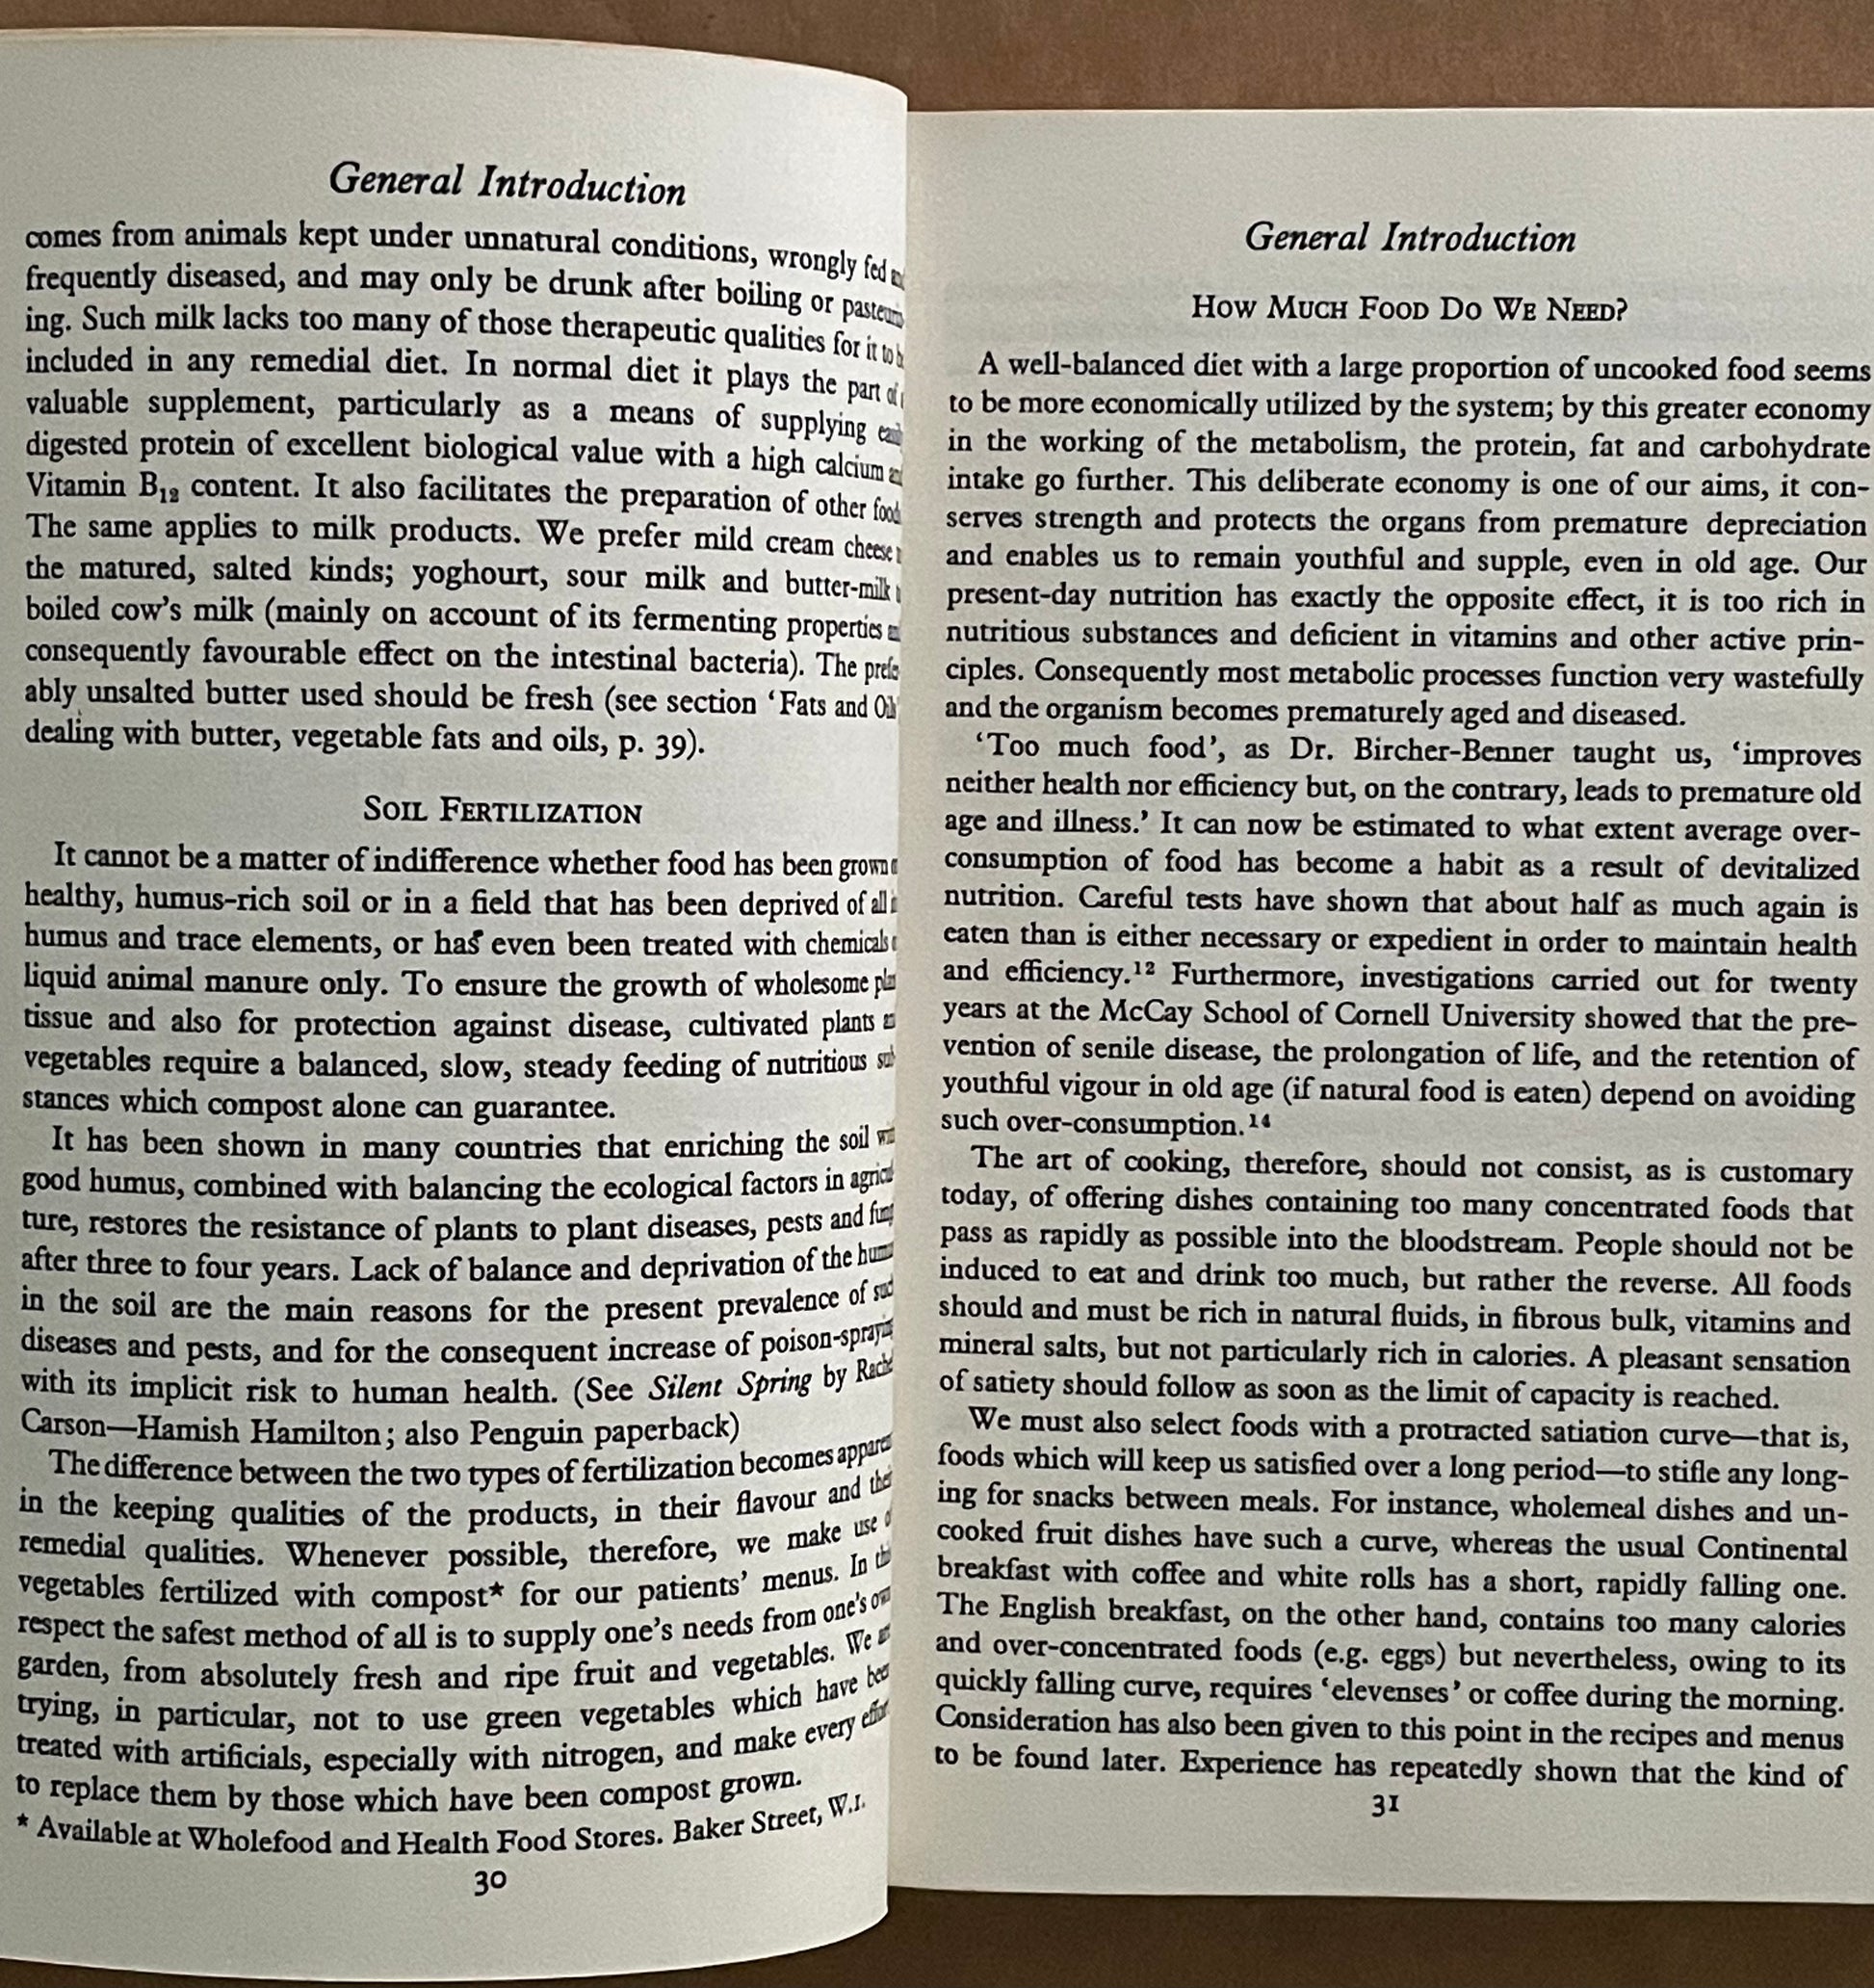 General Introduction
comes from animals kept under unnatural conditions, wrongly fed
frequently diseased, and may only be drunk after boiling or
ing. Such milk lacks too many of those therapeutic qualities for it to
included in any remedial diet. In normal diet it plays the part of
valuable supplement, particularly as a means of supplying
digested protein of excellent biological value with a high calcium
Vitamin B₁₂ content. It also facilitates the preparation of other
The same applies to milk products. We prefer mild cream cheese
the matured, salted kinds; yoghourt, sour milk and butter-milk
boiled cow's milk (mainly on account of its fermenting properties
consequently favourable effect on the intestinal bacteria). The
ably unsalted butter used should be fresh (see section 'Fats and
dealing with butter, vegetable fats and oils, p. 39).
SOIL FERTILIZATION
It cannot be a matter of indifference whether food has been grown
healthy, humus-rich soil or in a field that has been deprived of all
humus and trace elements, or has even been treated with chemicals
liquid animal manure only. To ensure the growth of wholesome
tissue and also for protection against disease, cultivated plants
vegetables require a balanced, slow, steady feeding of nutritious
stances which compost alone can guarantee.
It has been shown in many countries that enriching the soil
good humus, combined with balancing the ecological factors in
ture, restores the resistance of plants to plant diseases, pests and
after three to four years. Lack of balance and deprivation of the
in the soil are the main reasons for the present prevalence of
diseases and pests, and for the consequent increase of
with its implicit risk to human health. (See Silent Spring by
Carson—Hamish Hamilton; also Penguin paperback)
The difference between the two types of fertilization becomes
in the keeping qualities of the products, in their flavour and
remedial qualities. Whenever possible, therefore, we make use
vegetables fertilized with compost* for our patients' menus. In
respect the safest method of all is to supply one's needs from one's
garden, from absolutely fresh and ripe fruit and vegetables. We
trying, in particular, not to use green vegetables which have
treated with artificials, especially with nitrogen, and make every
to replace them by those which have been compost grown.
* Available at Wholefood and Health Food Stores. Baker Street, W.1.
30
General Introduction
HOW MUCH FOOD DO WE NEED?
A well-balanced diet with a large proportion of uncooked food seems
to be more economically utilized by the system; by this greater economy
in the working of the metabolism, the protein, fat and carbohydrate
intake go further. This deliberate economy is one of our aims, it con-
serves strength and protects the organs from premature depreciation
and enables us to remain youthful and supple, even in old age. Our
present-day nutrition has exactly the opposite effect, it is too rich in
nutritious substances and deficient in vitamins and other active prin-
ciples. Consequently most metabolic processes function very wastefully
and the organism becomes prematurely aged and diseased.
'Too much food', as Dr. Bircher-Benner taught us, 'improves
neither health nor efficiency but, on the contrary, leads to premature old
age and illness.' It can now be estimated to what extent average over-
consumption of food has become a habit as a result of devitalized
nutrition. Careful tests have shown that about half as much again is
eaten than is either necessary or expedient in order to maintain health
and efficiency.¹² Furthermore, investigations carried out for twenty
years at the McCay School of Cornell University showed that the pre-
vention of senile disease, the prolongation of life, and the retention of
youthful vigour in old age (if natural food is eaten) depend on avoiding
such over-consumption.¹⁴
The art of cooking, therefore, should not consist, as is customary
today, of offering dishes containing too many concentrated foods that
pass as rapidly as possible into the bloodstream. People should not be
induced to eat and drink too much, but rather the reverse. All foods
should and must be rich in natural fluids, in fibrous bulk, vitamins and
mineral salts, but not particularly rich in calories. A pleasant sensation
of satiety should follow as soon as the limit of capacity is reached.
We must also select foods with a protracted satiation curve—that is,
foods which will keep us satisfied over a long period—to stifle any long-
ing for snacks between meals. For instance, wholemeal dishes and un-
cooked fruit dishes have such a curve, whereas the usual Continental
breakfast with coffee and white rolls has a short, rapidly falling one.
The English breakfast, on the other hand, contains too many calories
and over-concentrated foods (e.g. eggs) but nevertheless, owing to its
quickly falling curve, requires 'elevenses' or coffee during the morning.
Consideration has also been given to this point in the recipes and menus
to be found later. Experience has repeatedly shown that the kind of
31